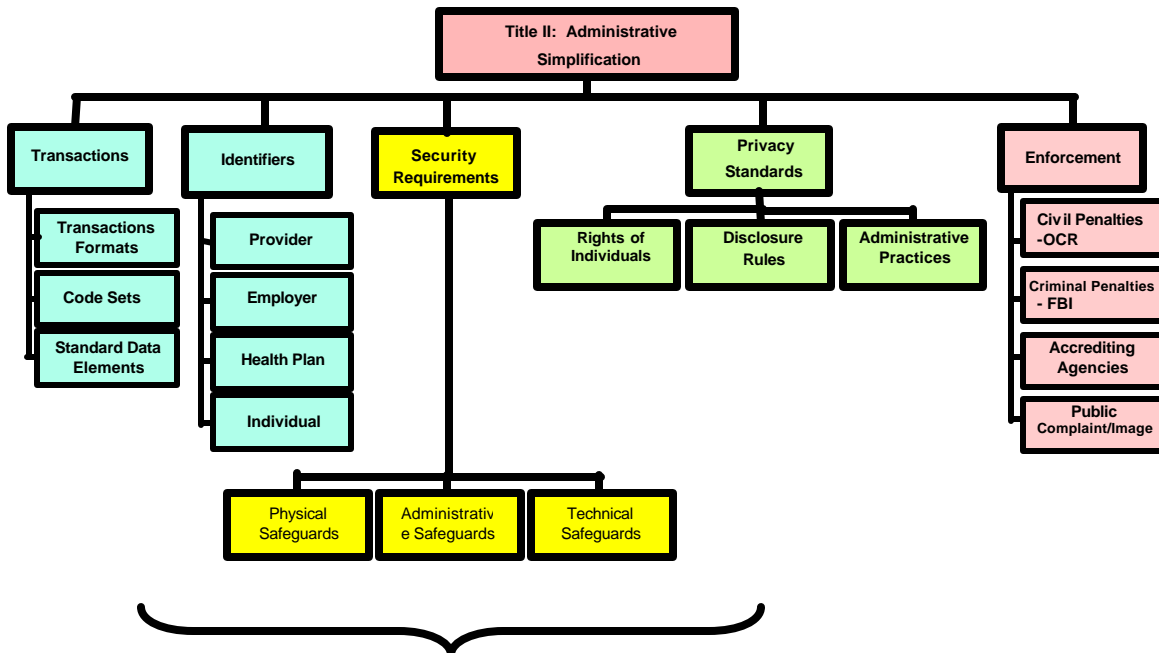 Title II: Administrative
Simplification
Transactions
Identifiers
Security
Requirements
Privacy
Standards
Enforcement
Transactions
Formats
Code Sets
Standard Data
Elements
Provider
Employer
Health Plan
Individual
Physical
Safeguards
Administrativ
e Safeguards
Technical
Safeguards
Rights of
Individuals
Disclosure
Rules
Administrative
Practices
Civil Penalties
-OCR
Criminal Penalties
- FBI
Accrediting
Agencies
Public
Complaint/Image